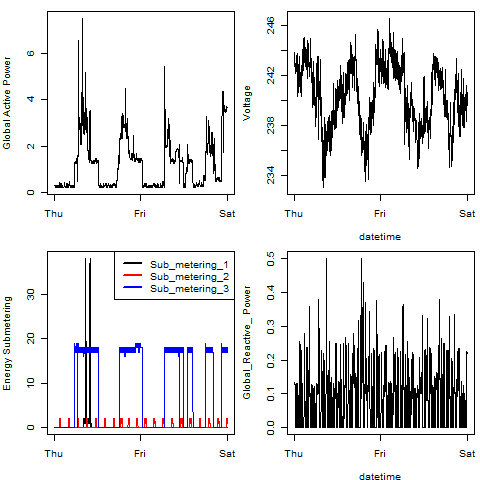 Global Active Power
0 2 4 6
Thu Fri Sat
Voltage
234 238 242 246
Thu Fri Sat
datetime
Energy Submetering
0 10 20 30
Sub_metering_1
Sub_metering_2
Sub_metering_3
Thu Fri Sat
Global_Reactive_ Power
0.0 0.1 0.2 0.3 0.4 0.5
Thu Fri Sat
datetime